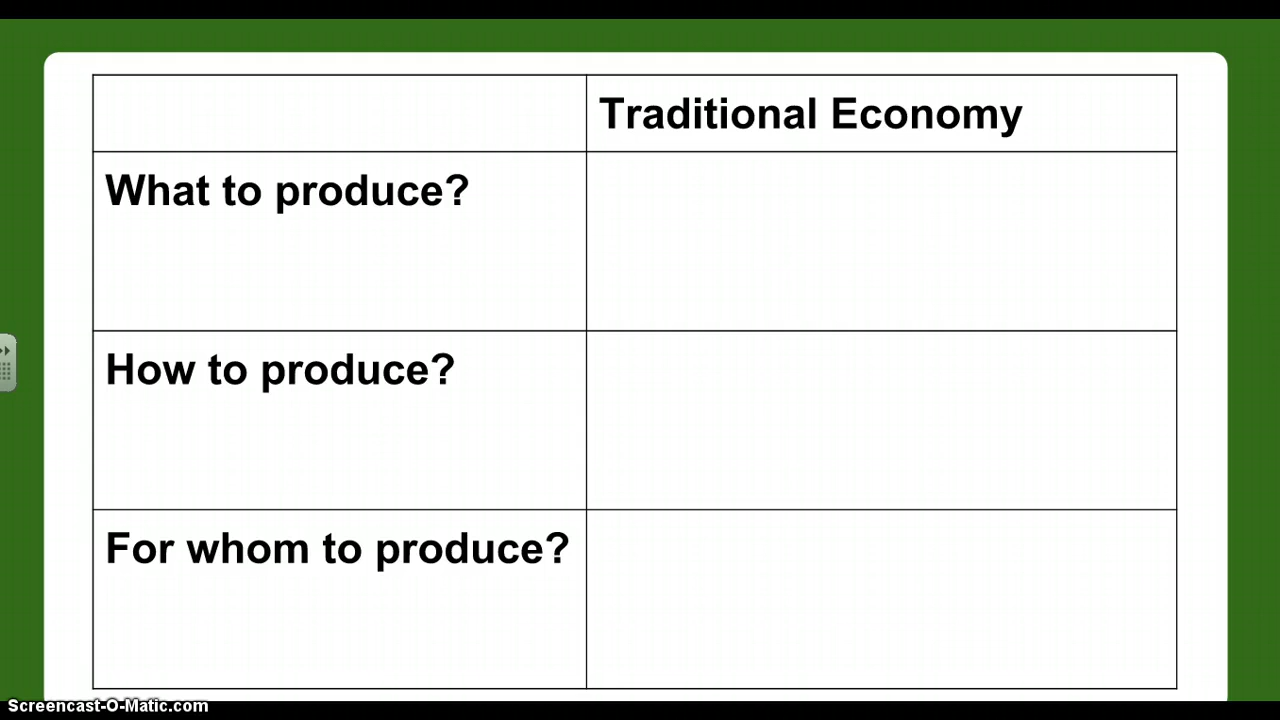 Traditional Economy
What to produce?
How to produce?
For whom to produce?
Screencast-O-Matic.com